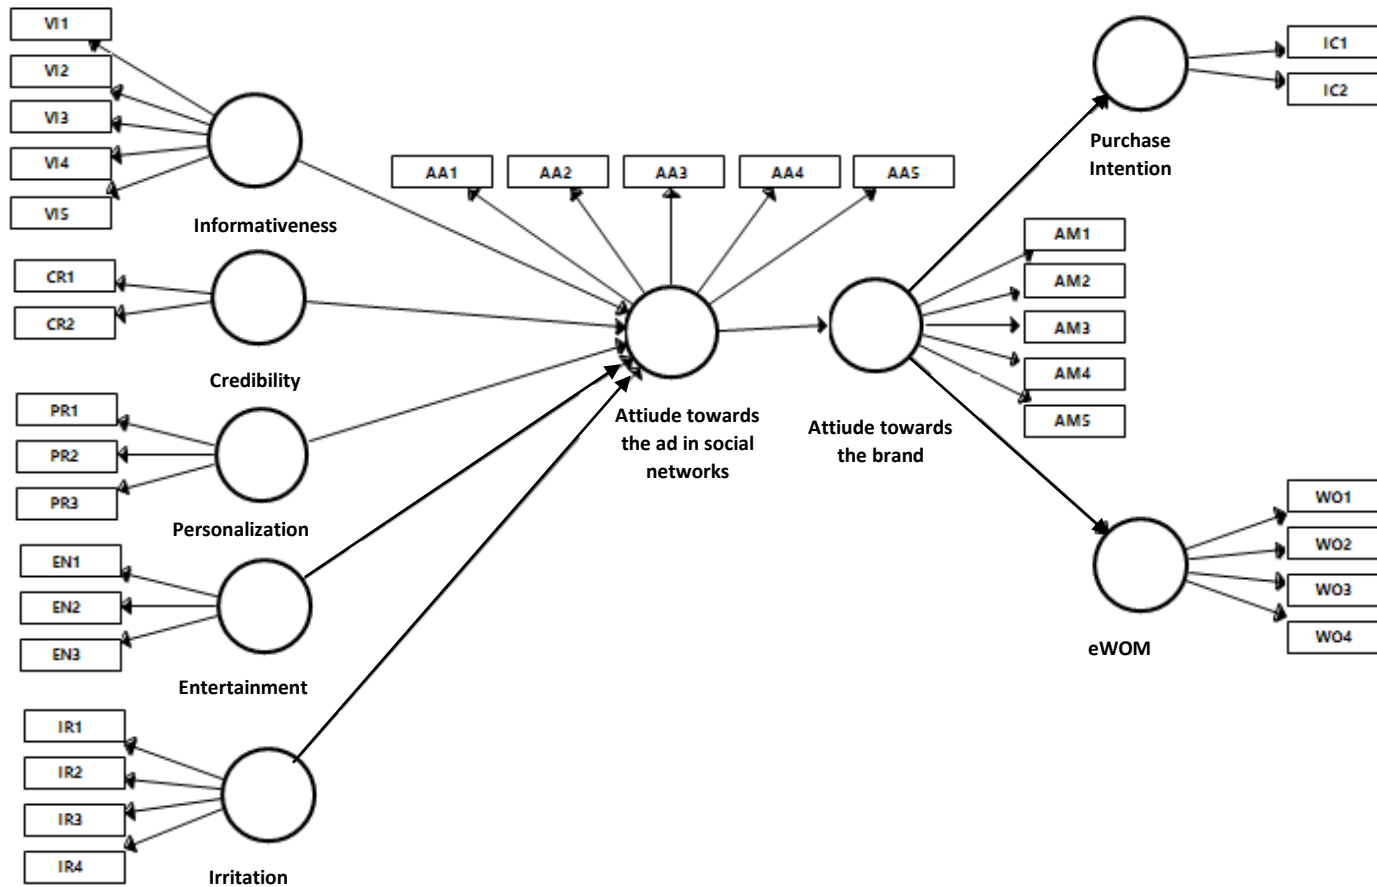 VI1
VI2
VI3
VI4
VI5
Informativeness
CR1
CR2
Credibility
PR1
PR2
PR3
Personalization
EN1
EN2
EN3
Entertainment
IR1
IR2
IR3
IR4
Irritation
AA1
AA2
AA3
AA4
AA5
Attiude towards
the ad in social
networks
Attiude towards
the brand
AM1
AM2
AM3
AM4
AM5
IC1
IC2
Purchase
Intention
WO1
WO2
WO3
WO4
eWOM